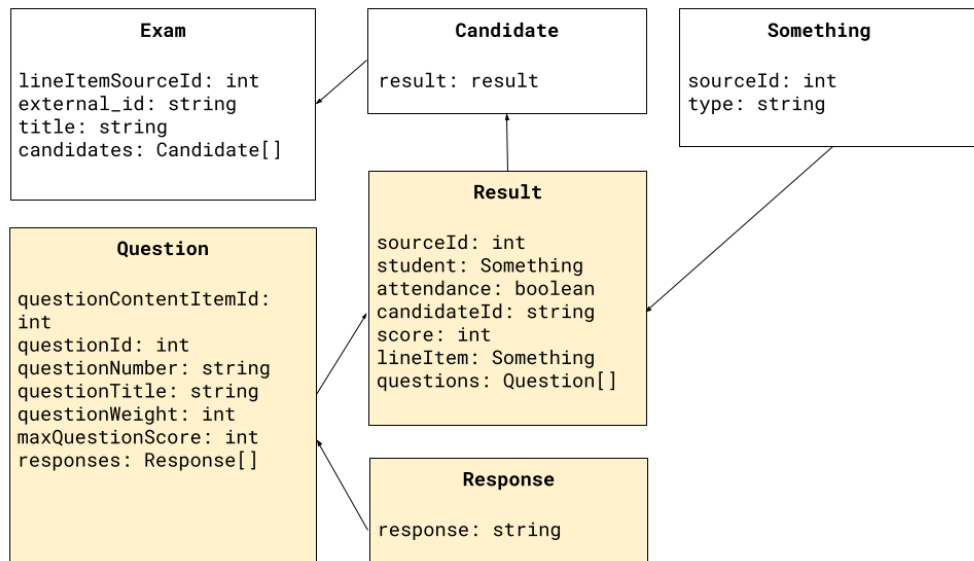 Exam
lineItemSourceId: int
external_id: string
title: string
candidates: Candidate[]
Candidate
result: result
Something
sourceId: int
type: string
Question
questionContentItemId:
int
questionId: int
questionNumber: string
questionTitle: string
questionWeight: int
maxQuestionScore: int
responses: Response[]
Result
sourceId: int
student: Something
attendance: boolean
candidateId: string
score: int
lineItem: Something
questions: Question[]
Response
response: string